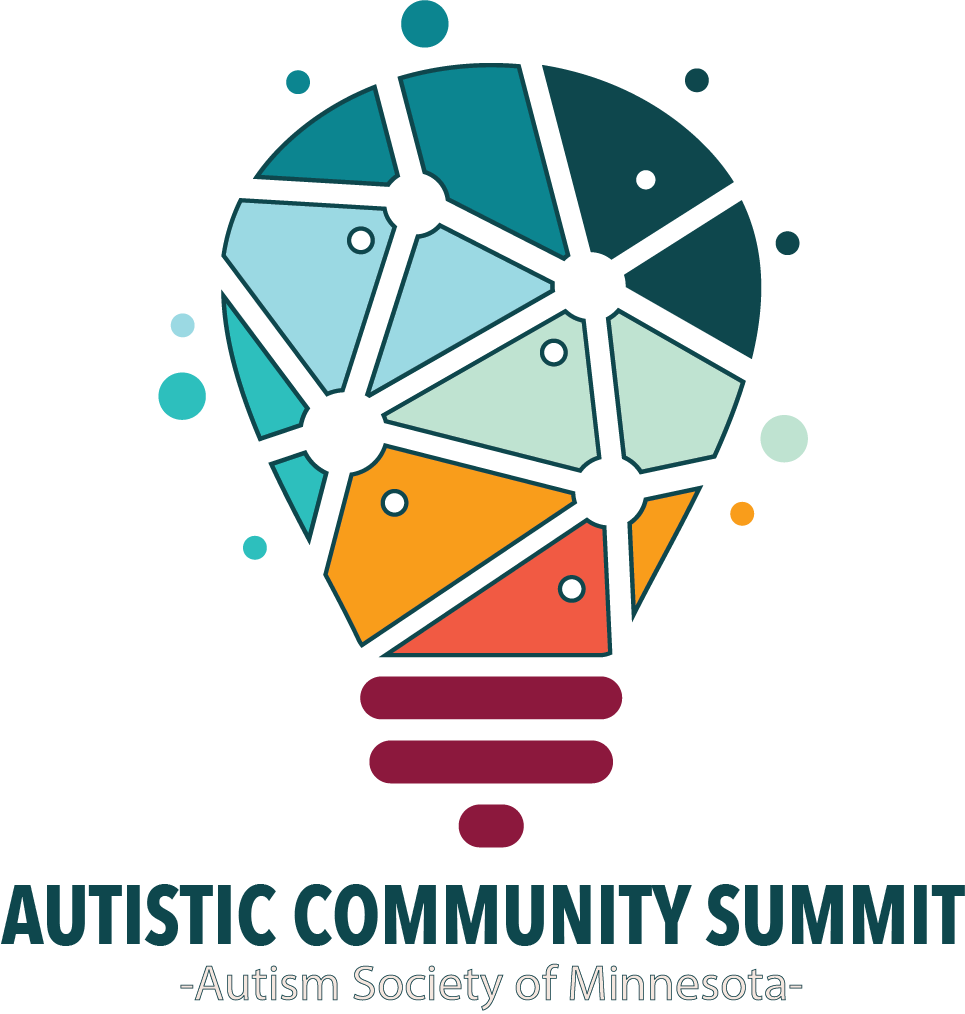 AUTISTIC COMMUNITY SUMMIT
-Autism Society of Minnesota-